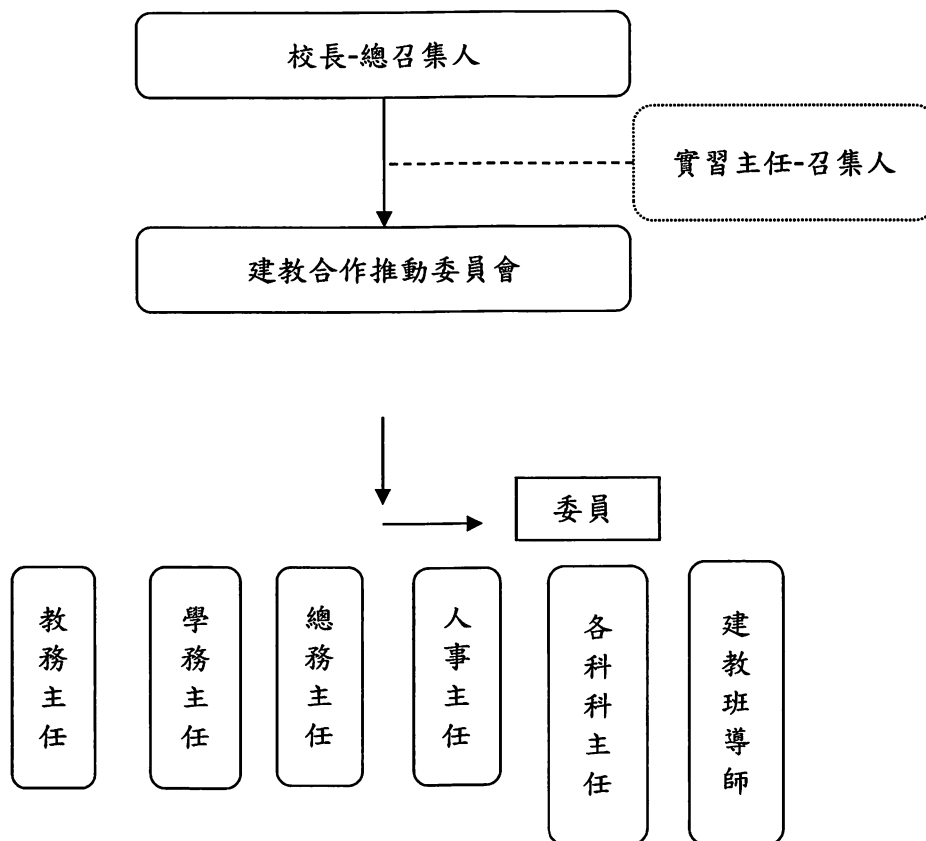 校長-總召集人
實習主任-召集人
建教合作推動委員會
委員
教務主任
學務主任
總務主任
人事主任
各科科主任
建教班導師